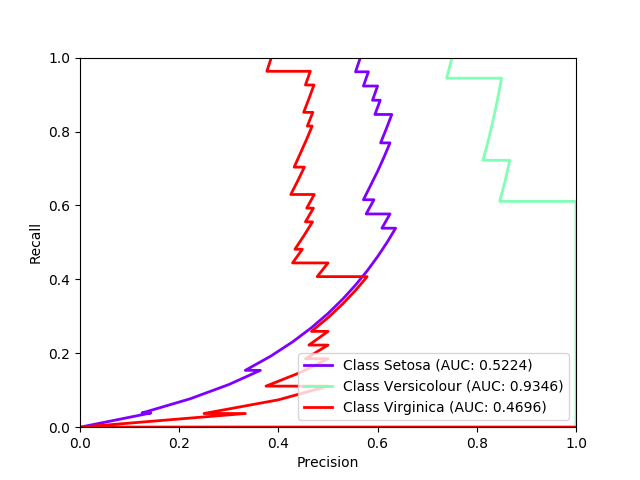 1.0
0.8
0.6
0.4
0.2
0.0
Recall
0.0 0.2 0.4 0.6 0.8 1.0
Precision
Class Setosa (AUC: 0.5224)
Class Versicolour (AUC: 0.9346)
Class Virginica (AUC: 0.4696)